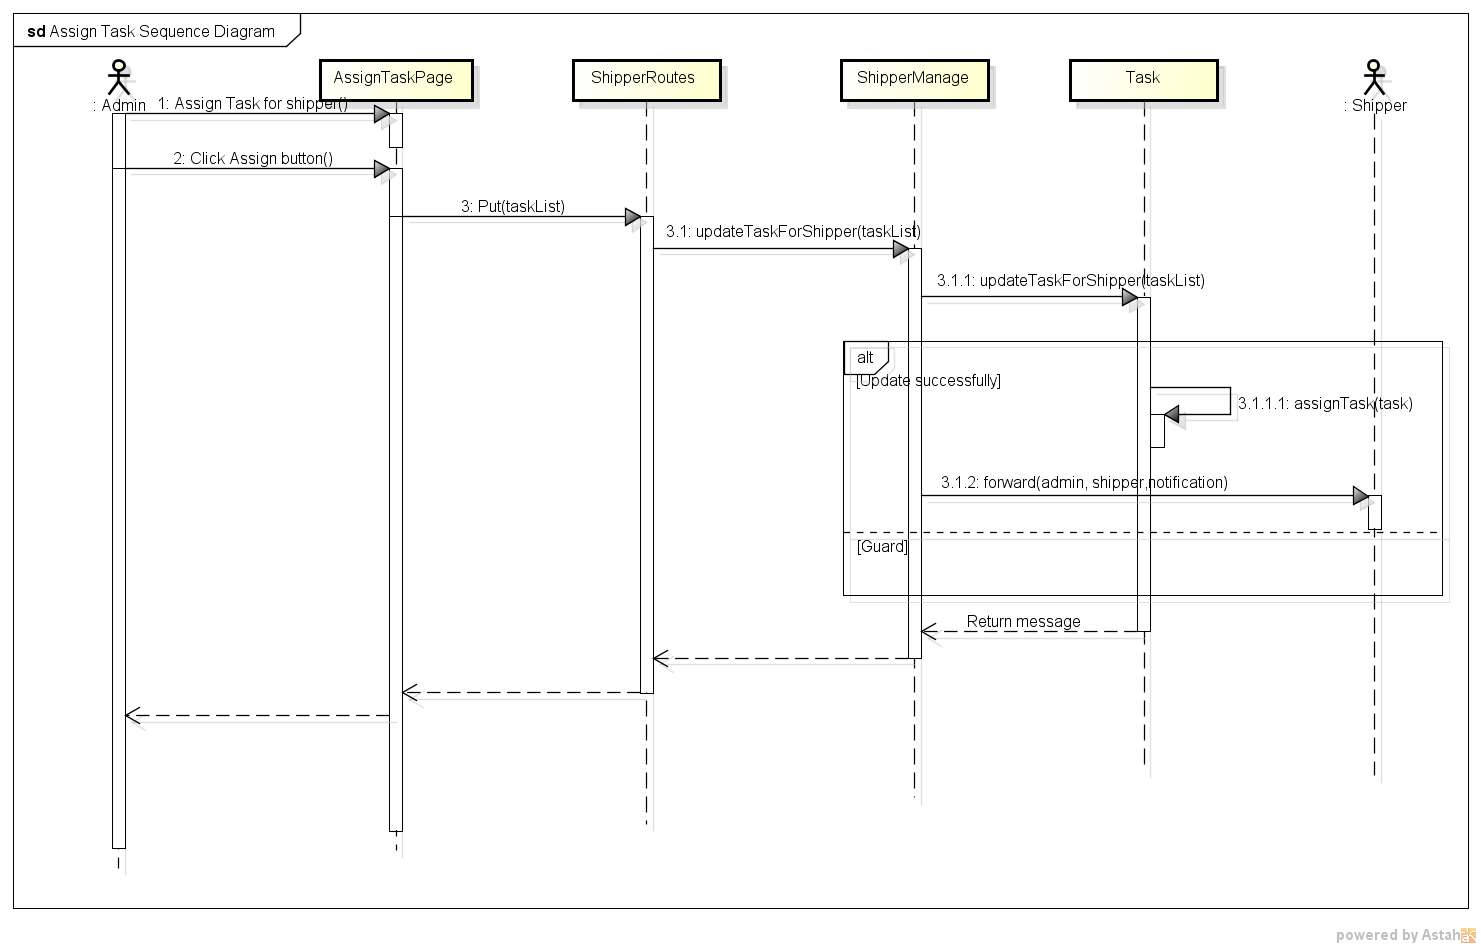 sd Assign Task Sequence Diagram
AssignTaskPage
ShipperRoutes
ShipperManage
Task
: Admin
: Shipper
1: Assign Task for shipper()
2: Click Assign button()
3: Put(taskList)
3.1: updateTaskForShipper(taskList)
3.1.1: updateTaskForShipper(taskList)
alt
[Update successfully]
3.1.1.1: assignTask(task)
3.1.2: forward(admin, shipper,notification)
[Guard]
Return message
powered by Astah